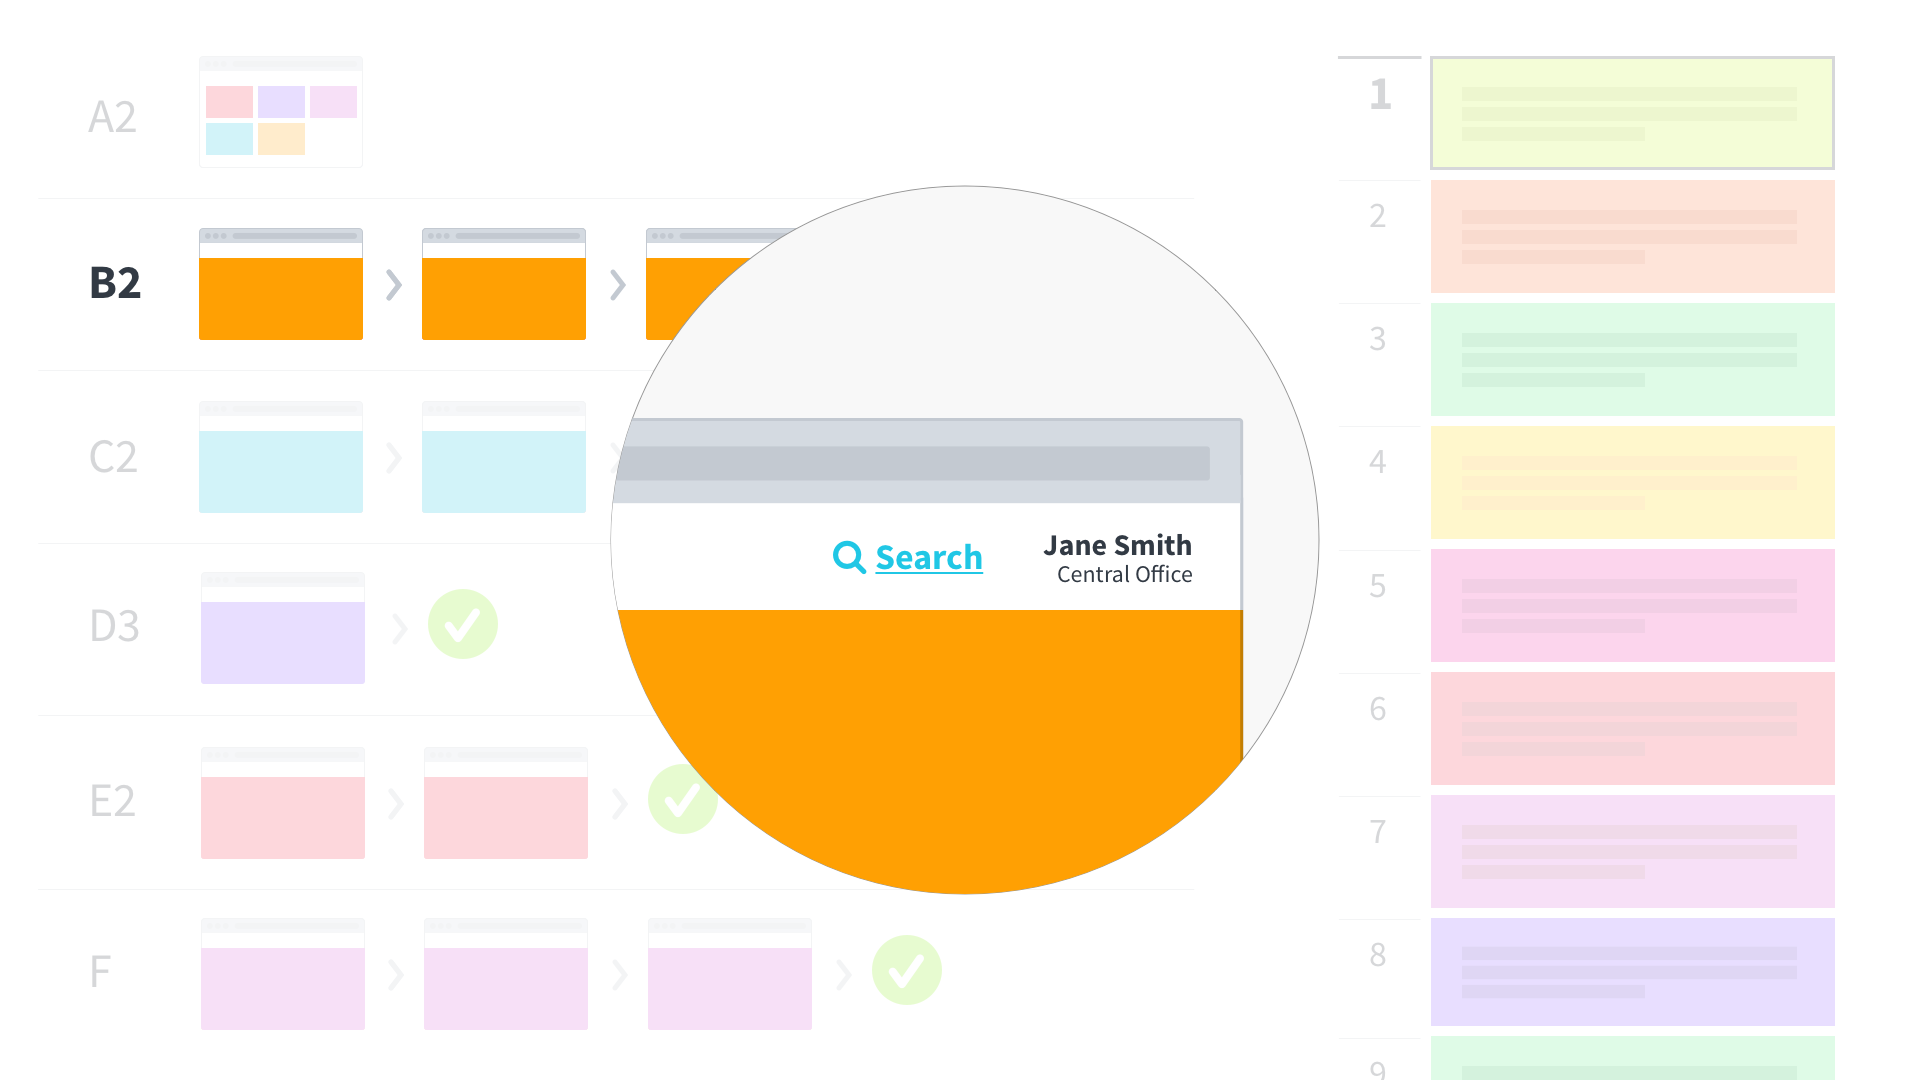 A2
B2
C2
D3
E2
F
Search
Jane Smith
Central Office
1
2
3
4
5
6
7
8
9